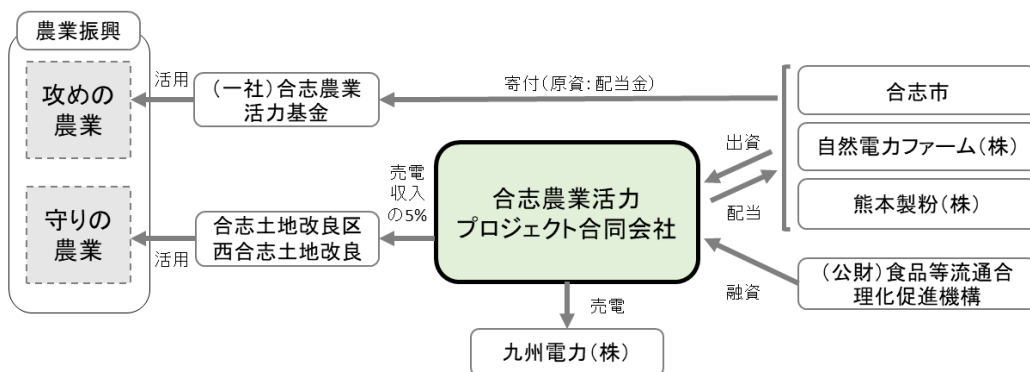 農業振興
攻めの
農業
活用
(一社)合志農業
活力基金
寄付(原資:配当金)
合志市
自然電力ファーム(株)
熊本製粉(株)
出資
配当
合志農業活力
プロジェクト合同会社
売電
収入
の5%
合志土地改良区
西合志土地改良
活用
守りの
農業
融資
(公財)食品等流通合
理化促進機構
売電
九州電力(株)